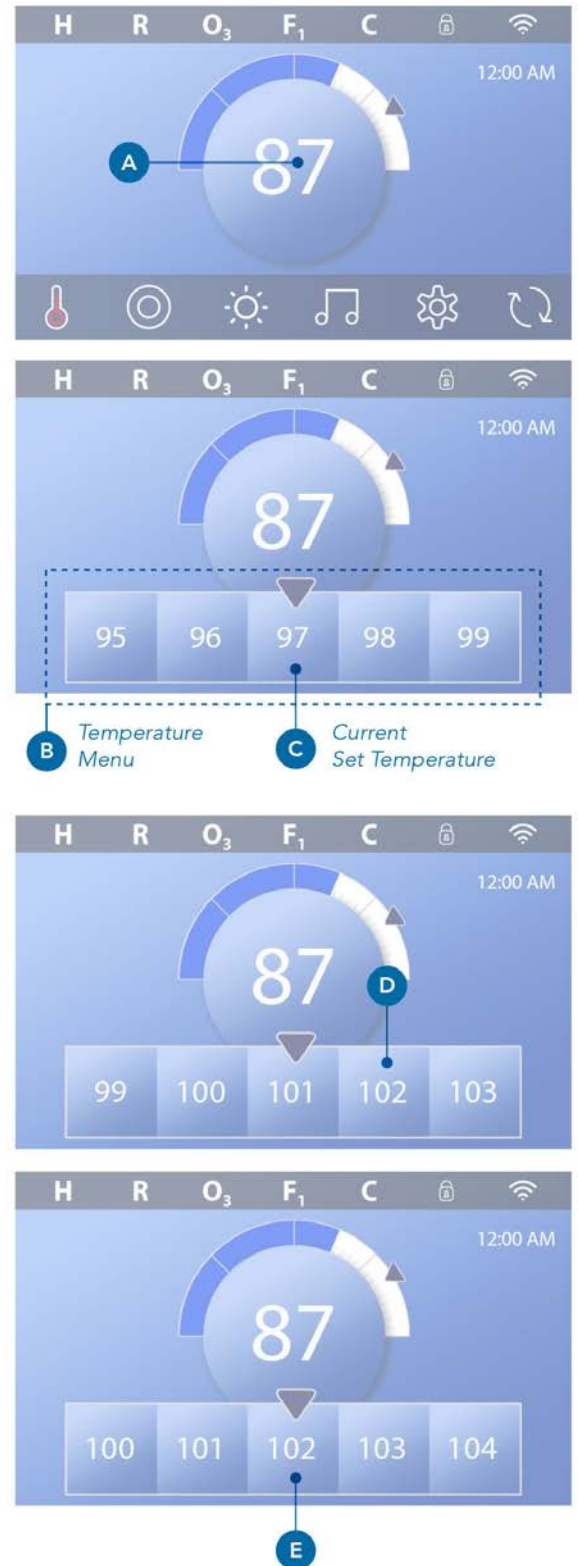 H R O₃ F₁ C
12:00 AM
A 87
H R O₃ F₁ C
12:00 AM
87
95 96 97 98 99
B Temperature Menu C Current Set Temperature
H R O₃ F₁ C
12:00 AM
87 D
99 100 101 102 103
H R O₃ F₁ C
12:00 AM
87
100 101 102 103 104
E